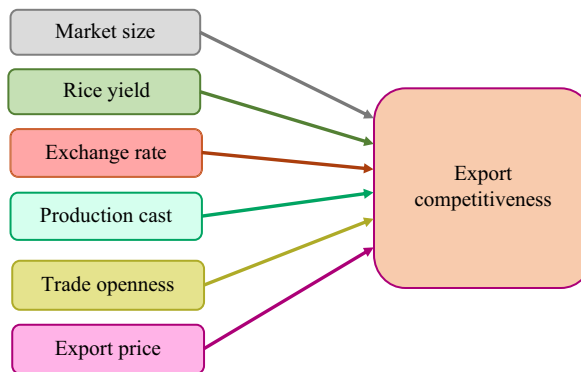 Market size
Rice yield
Exchange rate
Production cast
Trade openness
Export price
Export
competitiveness